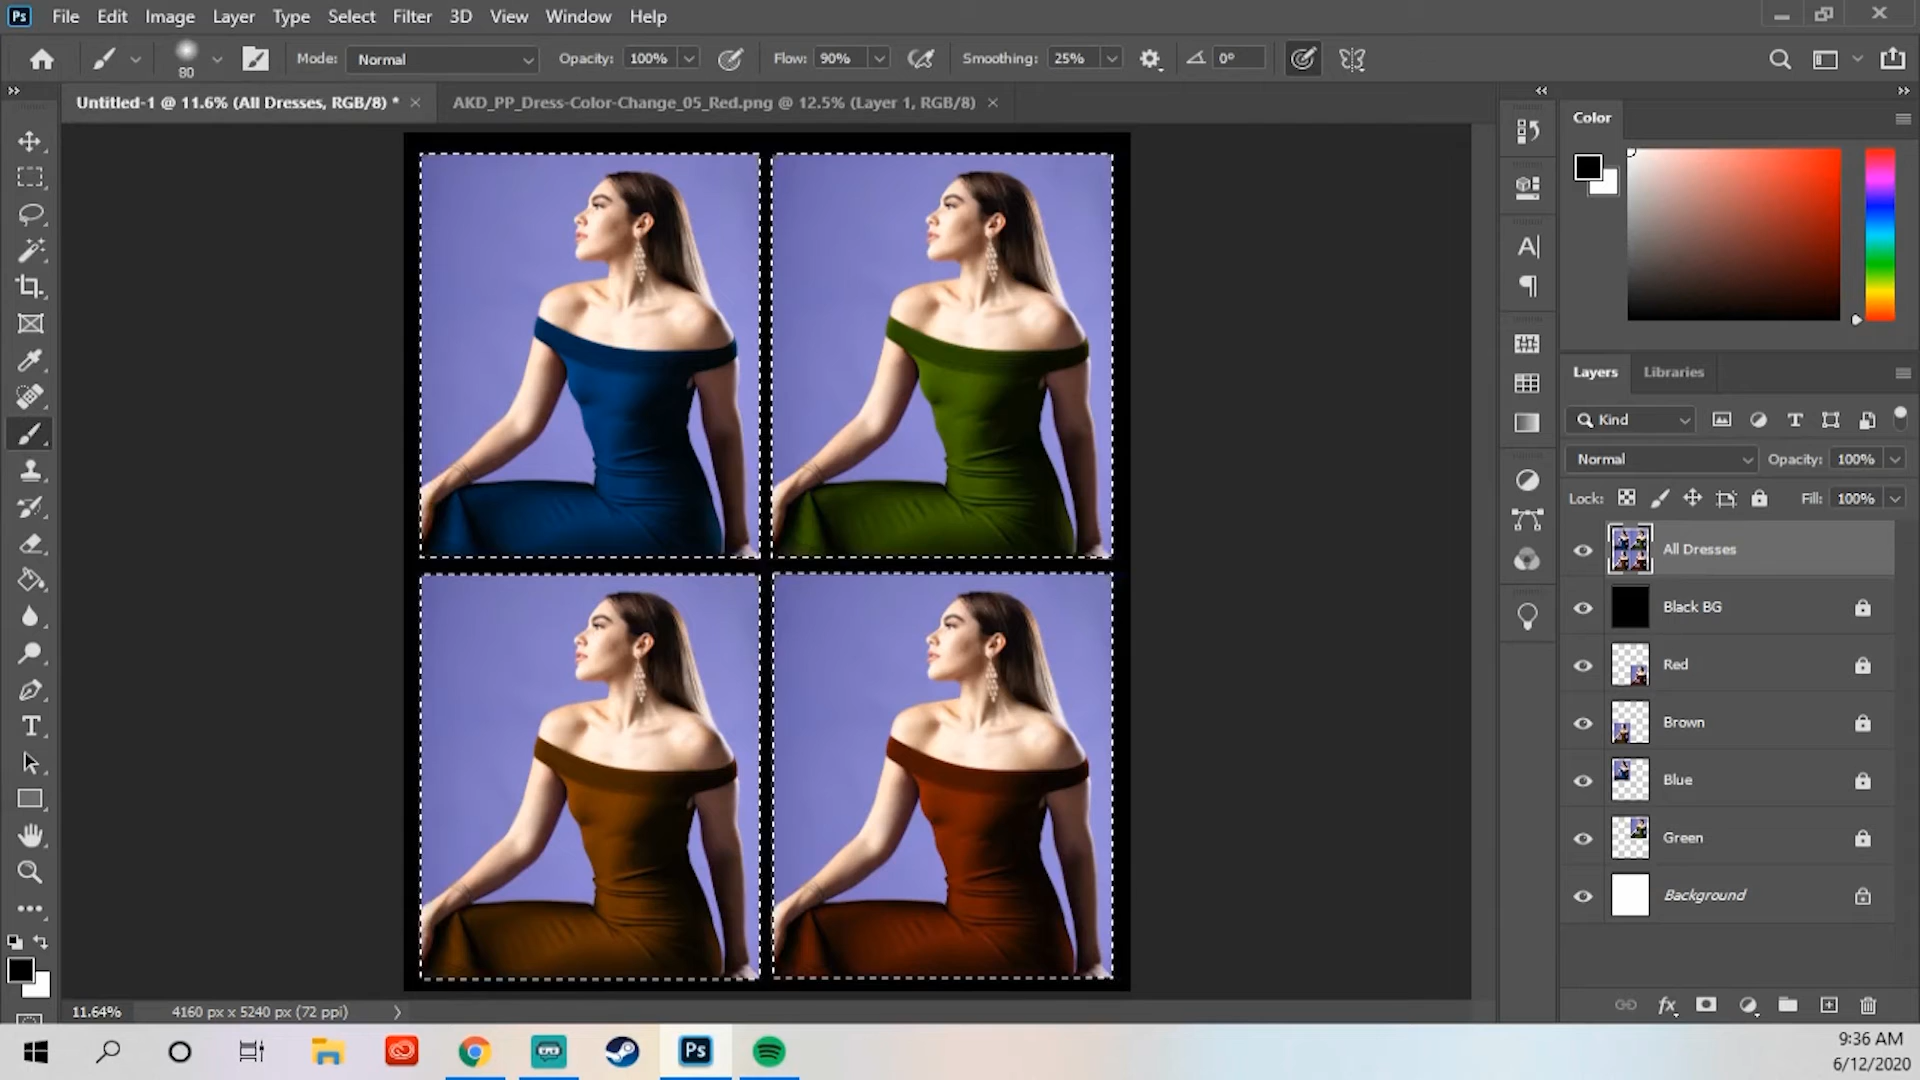 Ps File Edit Image Layer Type Select Filter 3D View Window Help
80 Mode: Normal Opacity: 100% Flow: 90% Smoothing: 25% 0°
Untitled-1 @ 11.6% (All Dresses, RGB/8) * × AKD_PP_Dress-Color-Change_05_Red.png @ 12.5% (Layer 1, RGB/8) ×
Color
Layers Libraries
Kind
Normal Opacity: 100%
Lock: Fill: 100%
All Dresses
Black BG
Red
Brown
Blue
Green
Background
fx
11.64% 4160 px x 5240 px (72 ppi)
Ps
9:36 AM
6/12/2020